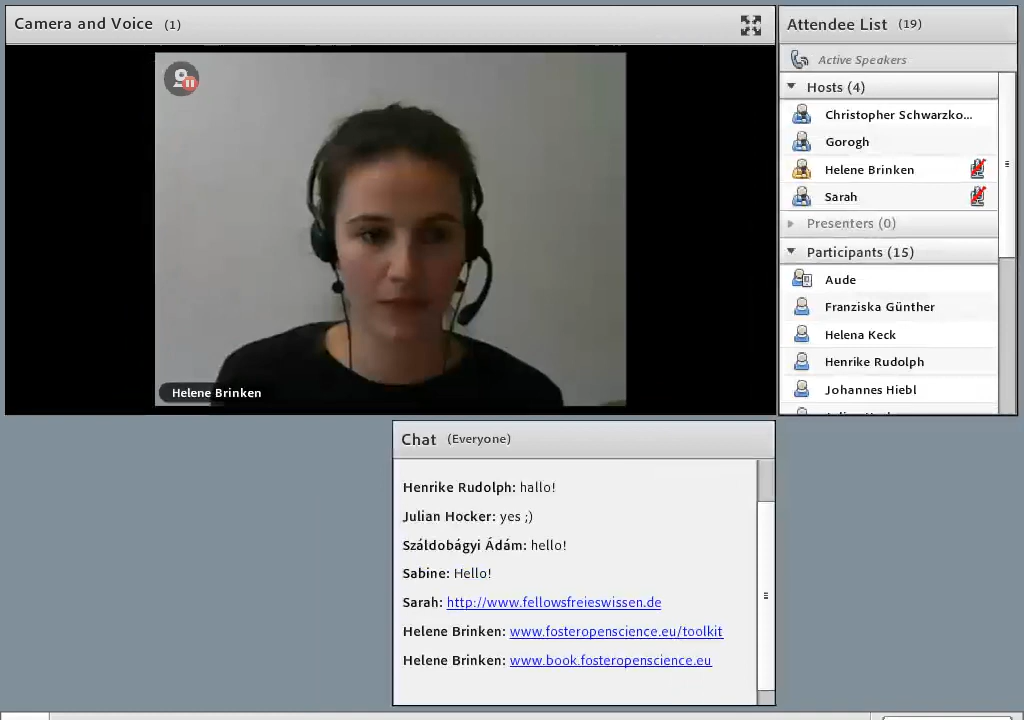 Camera and Voice (1)
Helene Brinken
Attendee List (19)
Active Speakers
Hosts (4)
Christopher Schwarzko...
Gorogh
Helene Brinken
Sarah
Presenters (0)
Participants (15)
Aude
Franziska Günther
Helena Keck
Henrike Rudolph
Johannes Hiebl
Chat (Everyone)
Henrike Rudolph: hallo!
Julian Hocker: yes ;)
Száldobágyi Ádám: hello!
Sabine: Hello!
Sarah: http://www.fellowsfreieswissen.de
Helene Brinken: www.fosteropenscience.eu/toolkit
Helene Brinken: www.book.fosteropenscience.eu